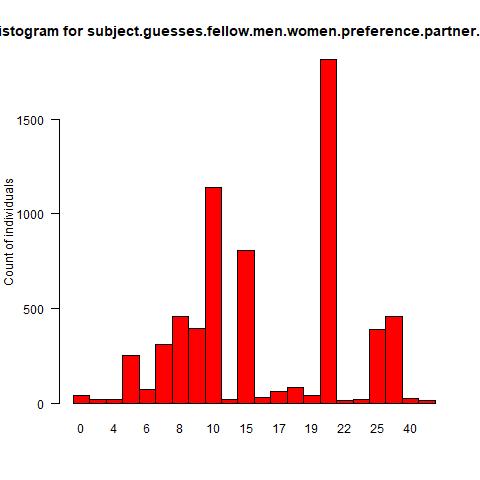 istogram for subject.guesses.fellow.men.women.preference.partner.
Count of individuals
1500
1000
500
0
0 4 6 8 10 15 17 19 22 25 40